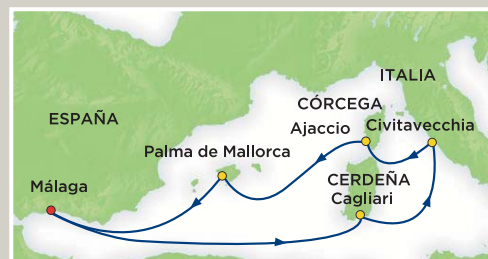 ITALIA
CÓRCEGA
ESPAÑA
Ajaccio
Civitavecchia
Palma de Mallorca
CERDEÑA
Málaga
Cagliari